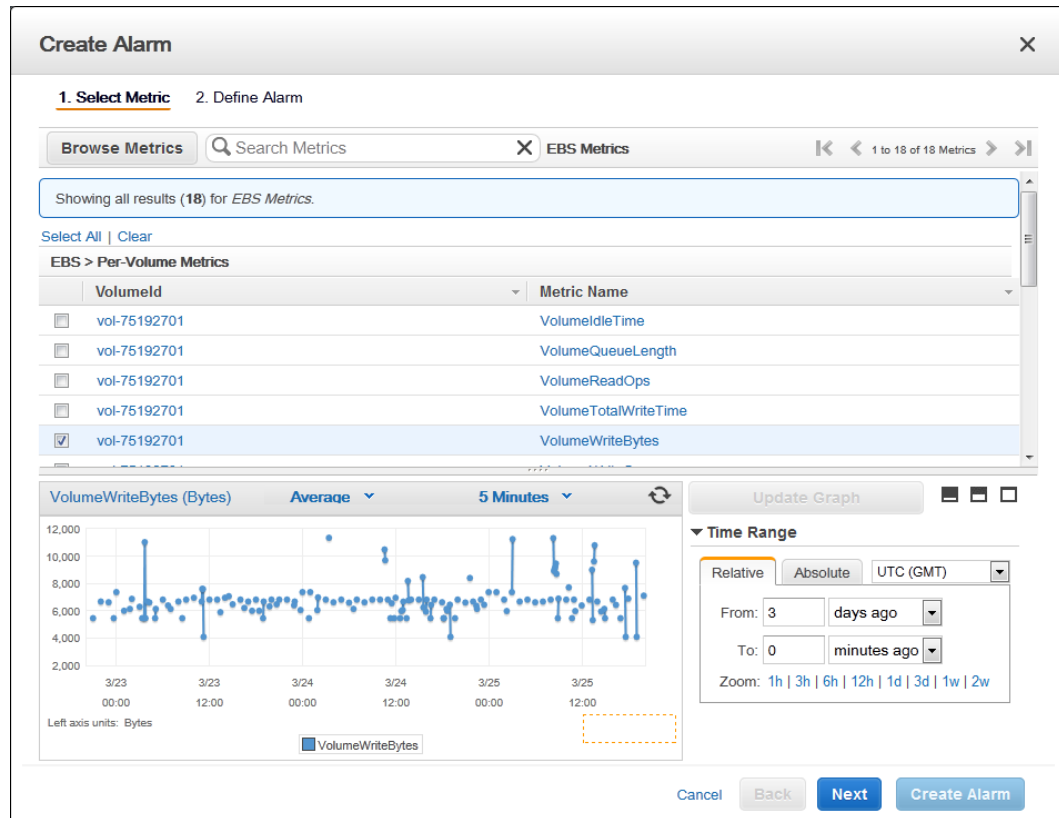 Create Alarm
1. Select Metric 2. Define Alarm
Browse Metrics Search Metrics X EBS Metrics 1 to 18 of 18 Metrics
Showing all results (18) for EBS Metrics.
Select All | Clear
EBS > Per-Volume Metrics
VolumeId Metric Name
vol-75192701 VolumeIdleTime
vol-75192701 VolumeQueueLength
vol-75192701 VolumeReadOps
vol-75192701 VolumeTotalWriteTime
vol-75192701 VolumeWriteBytes
VolumeWriteBytes (Bytes) Average 5 Minutes Update Graph
Time Range
Relative Absolute UTC (GMT)
From: 3 days ago
To: 0 minutes ago
Zoom: 1h | 3h | 6h | 12h | 1d | 3d | 1w | 2w
12,000
10,000
8,000
6,000
4,000
2,000
3/23 3/23 3/24 3/24 3/25 3/25
00:00 12:00 00:00 12:00 00:00 12:00
Left axis units: Bytes
VolumeWriteBytes
Cancel Back Next Create Alarm